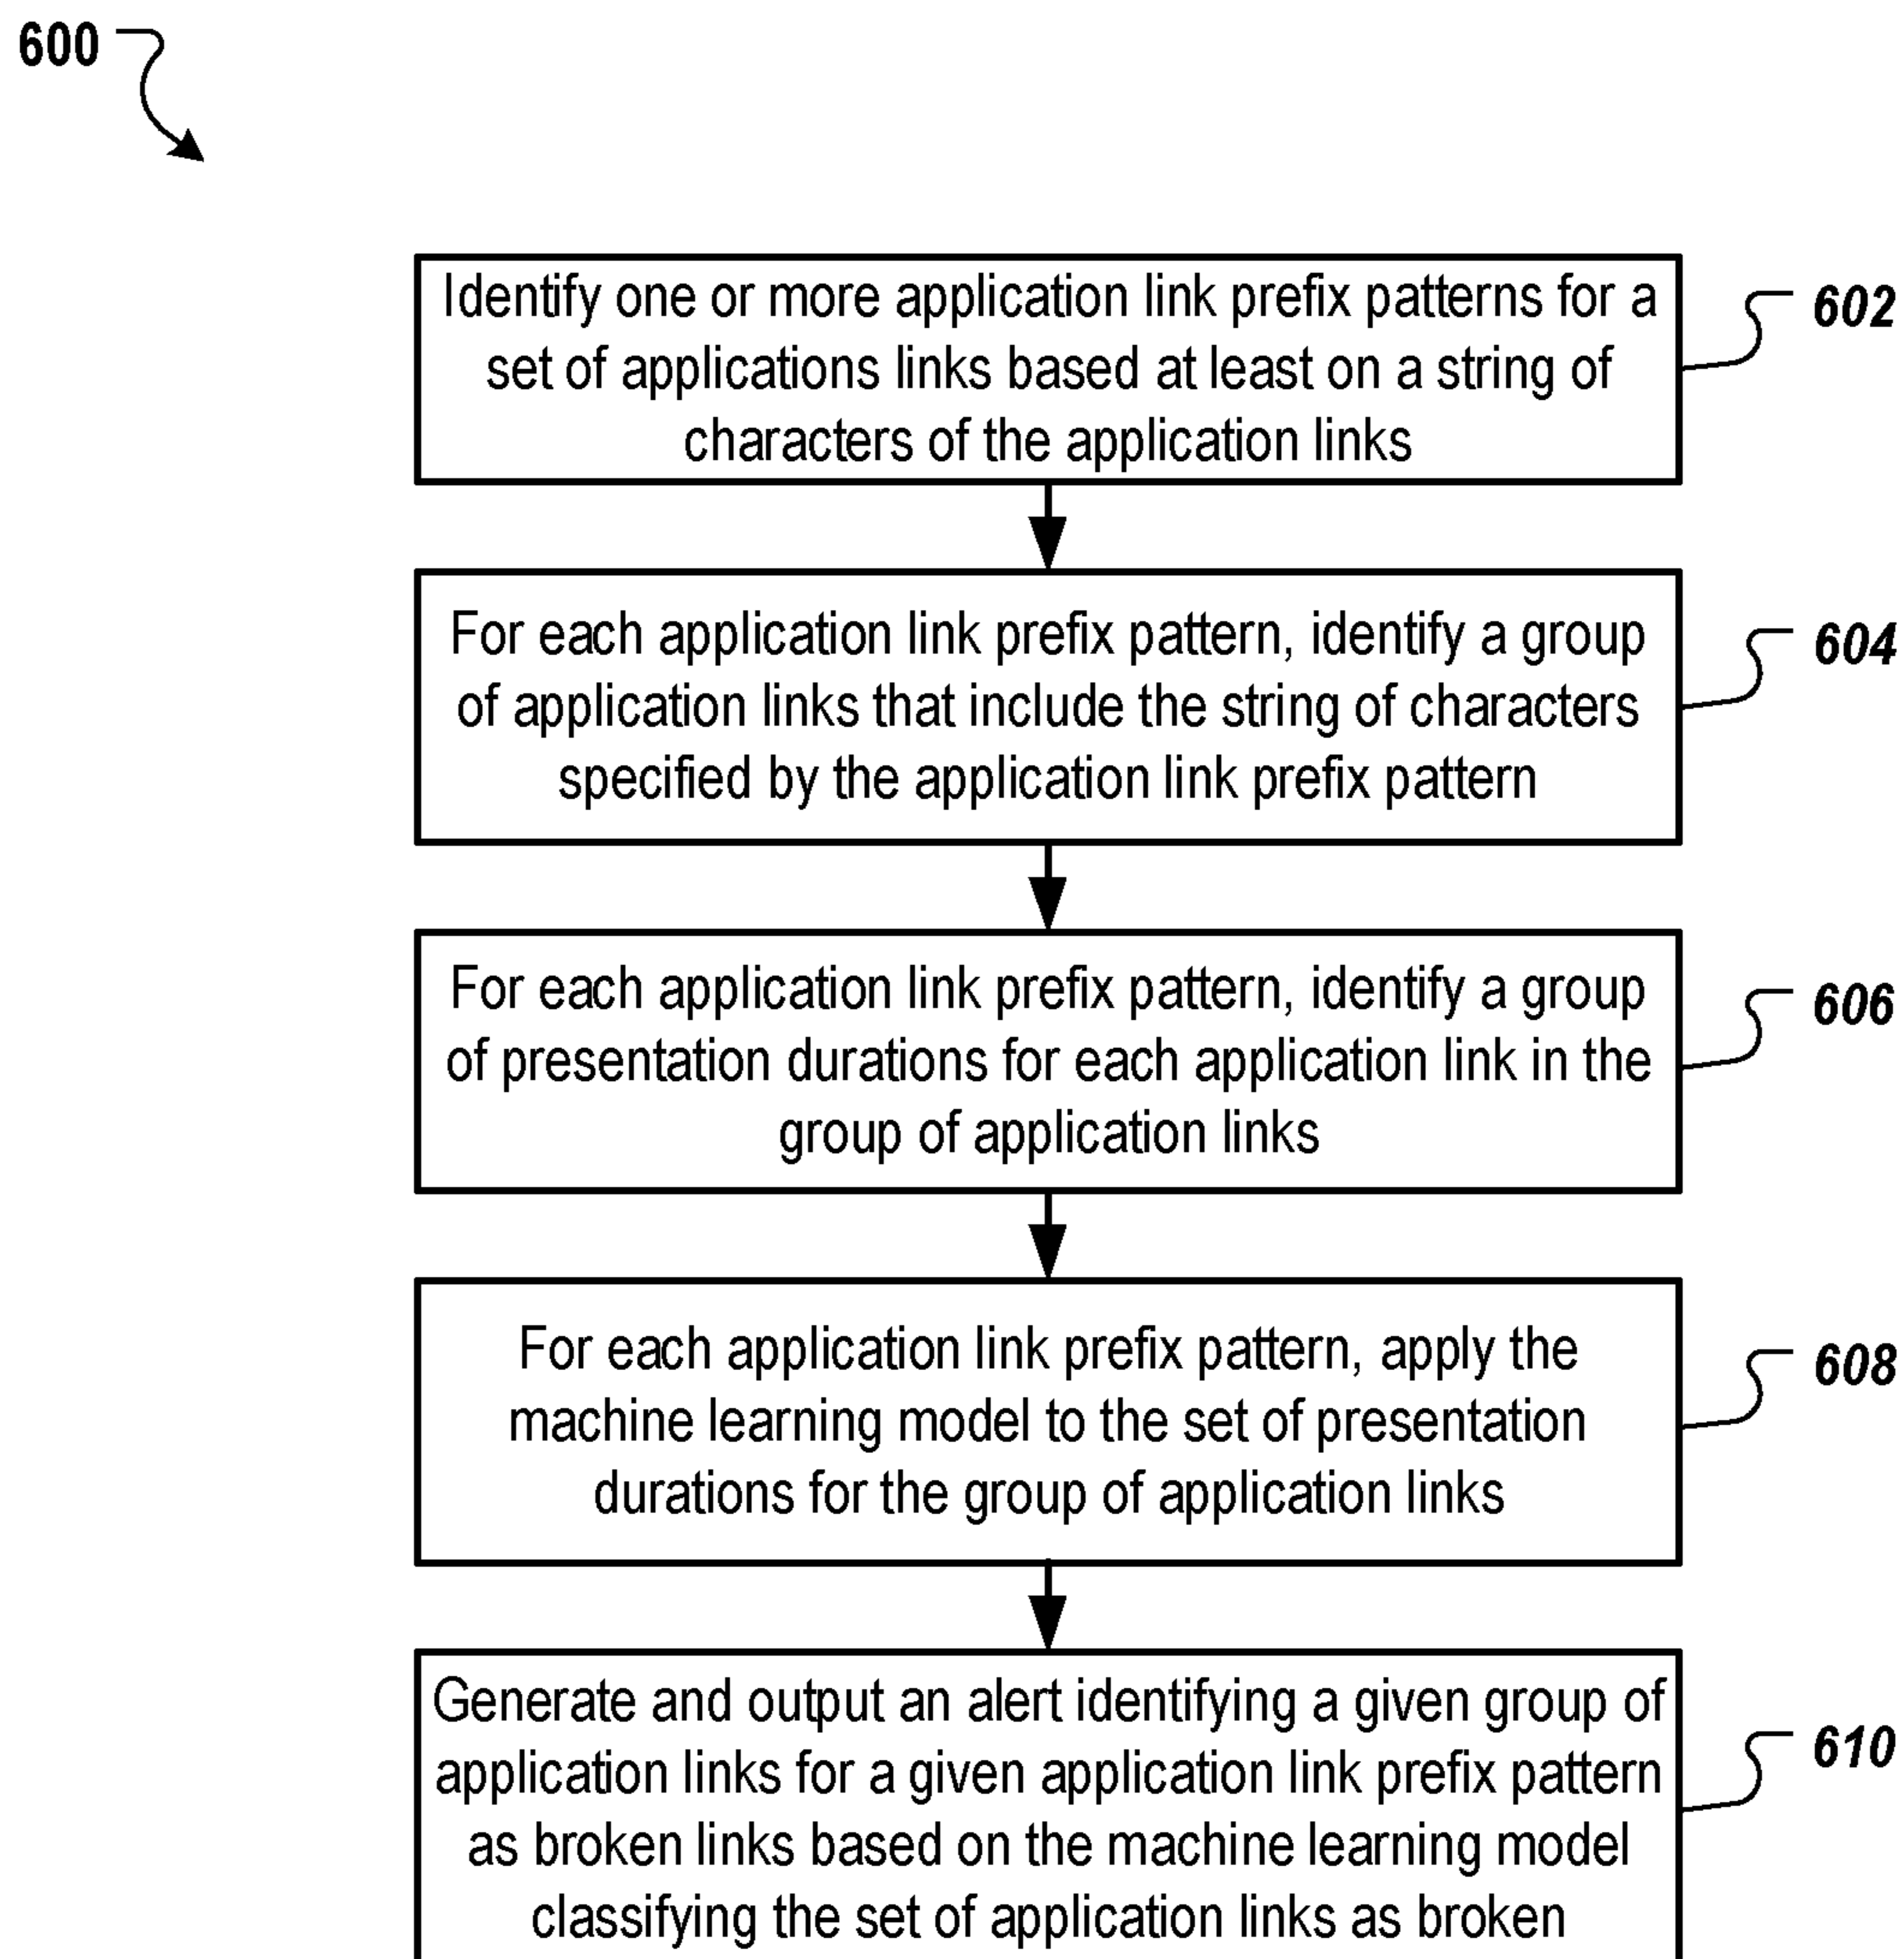 600
Identify one or more application link prefix patterns for a
set of applications links based at least on a string of
characters of the application links
602
For each application link prefix pattern, identify a group
of application links that include the string of characters
specified by the application link prefix pattern
604
For each application link prefix pattern, identify a group
of presentation durations for each application link in the
group of application links
606
For each application link prefix pattern, apply the
machine learning model to the set of presentation
durations for the group of application links
608
Generate and output an alert identifying a given group of
application links for a given application link prefix pattern
as broken links based on the machine learning model
classifying the set of application links as broken
610